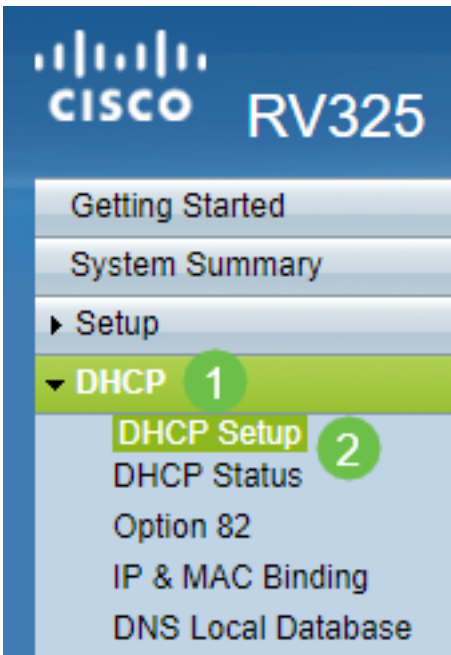 CISCO RV325
Getting Started
System Summary
Setup
DHCP 1
DHCP Setup 2
DHCP Status
Option 82
IP & MAC Binding
DNS Local Database